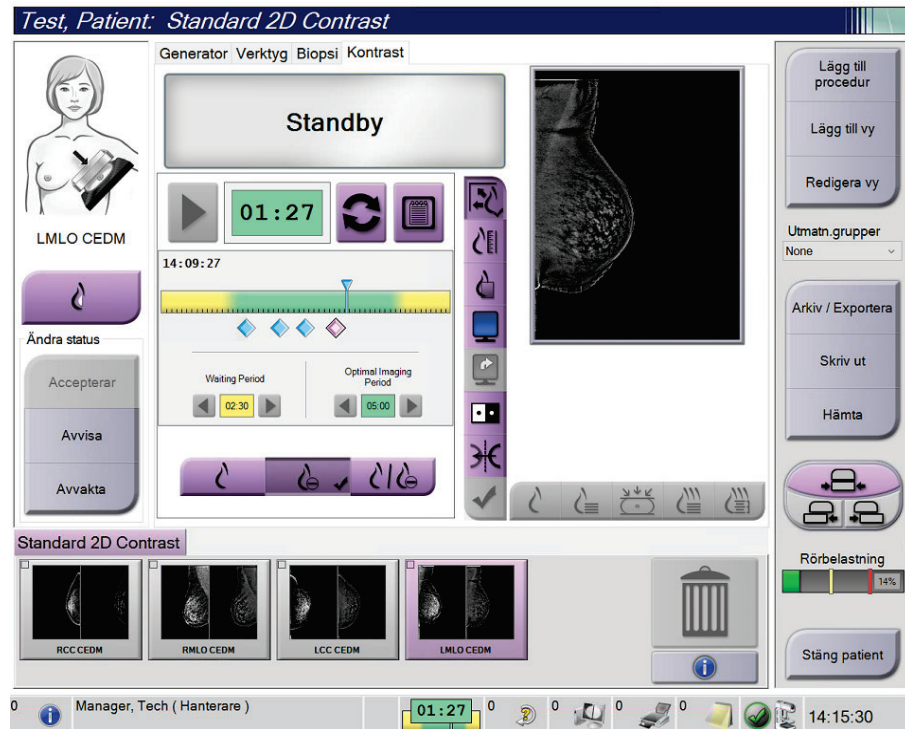 Test, Patient: Standard 2D Contrast
Generator Verktyg Biopsi Kontrast
Standby
LMLO CEDM
Ändra status
Accepterar
Avvisa
Avvakta
01:27
14:09:27
Waiting Period
02:30
Optimal Imaging
Period
05:00
Lägg till
procedur
Lägg till vy
Redigera vy
Utmatn.grupper
None
Arkiv / Exportera
Skriv ut
Hämta
Rörbelastning
14%
Stäng patient
Standard 2D Contrast
RCC CEDM
RMLO CEDM
LCC CEDM
LMLO CEDM
0
Manager, Tech ( Hanterare )
01:27
0
0
0
0
14:15:30